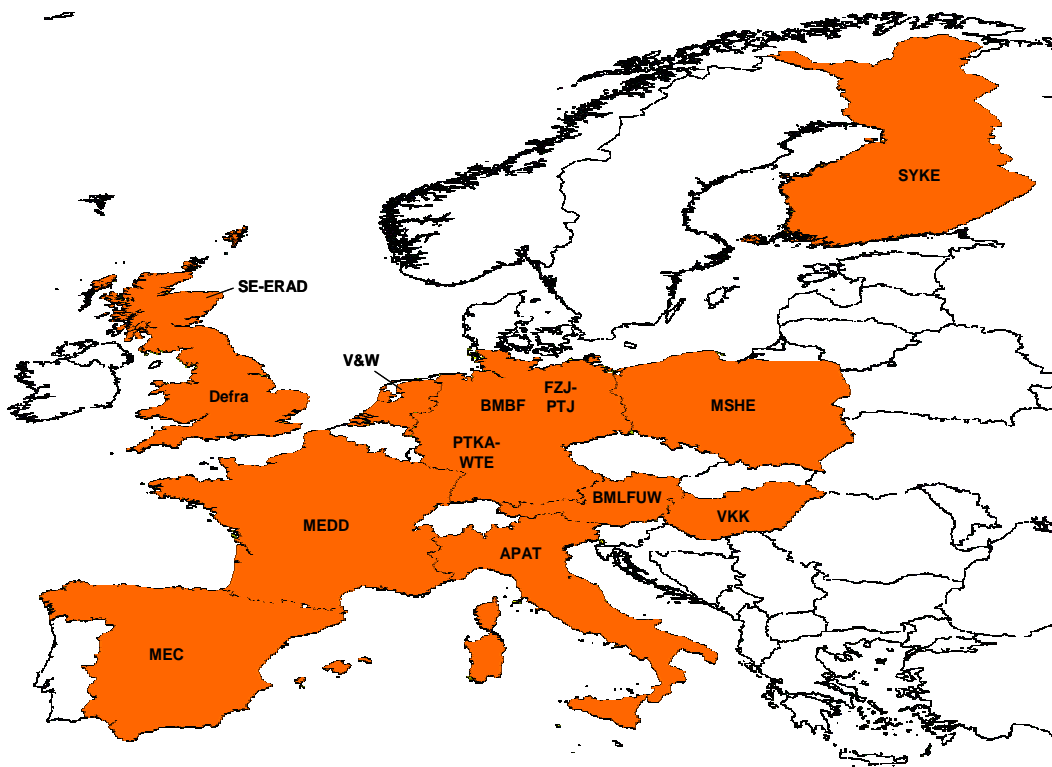 SYKE
SE-ERAD
V&W
Defra
BMBF
FZJ-
PTJ
MSHE
PTKA-
WTE
BMLFUW
VKK
MEDD
APAT
MEC